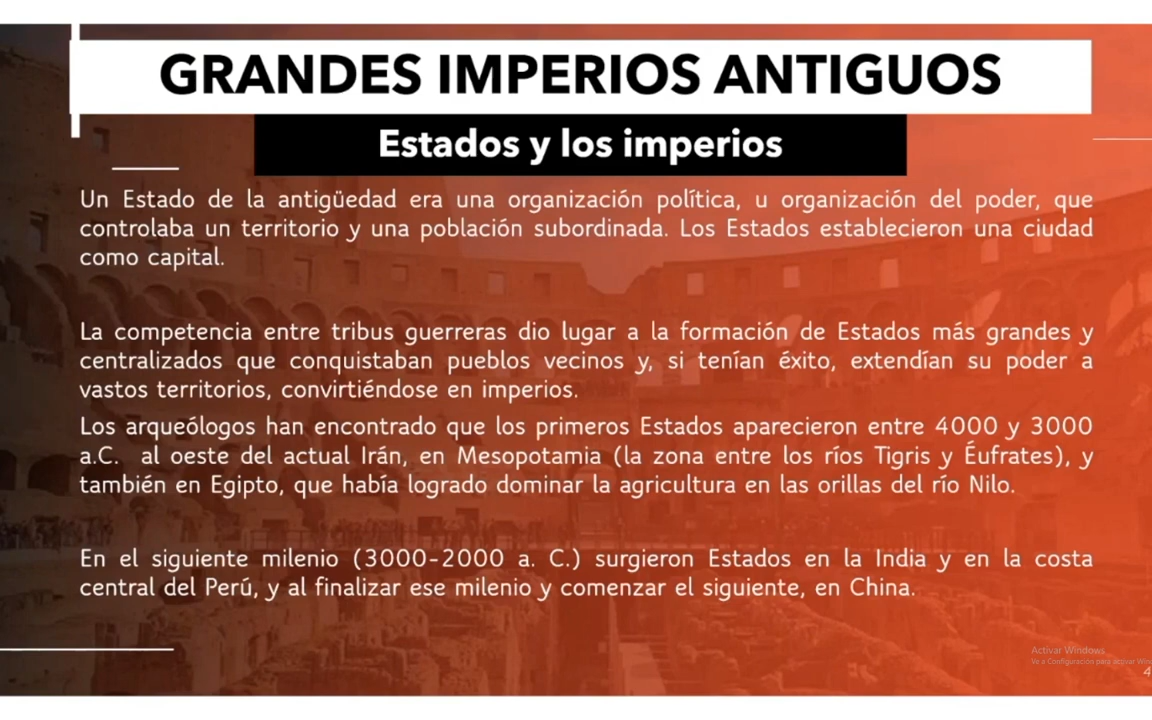 GRANDES IMPERIOS ANTIGUOS
Estados y los imperios
Un Estado de la antigüedad era una organización política, u organización del poder, que
controlaba un territorio y una población subordinada. Los Estados establecieron una ciudad
como capital.
La competencia entre tribus guerreras dio lugar a la formación de Estados más grandes y
centralizados que conquistaban pueblos vecinos y, si tenían éxito, extendían su poder a
vastos territorios, convirtiéndose en imperios.
Los arqueólogos han encontrado que los primeros Estados aparecieron entre 4000 y 3000
a.C. al oeste del actual Irán, en Mesopotamia (la zona entre los ríos Tigris y Éufrates), y
también en Egipto, que había logrado dominar la agricultura en las orillas del río Nilo.
En el siguiente milenio (3000-2000 a. C.) surgieron Estados en la India y en la costa
central del Perú, y al finalizar ese milenio y comenzar el siguiente, en China.
Activar Windows
Ve a Configuración para activar
4